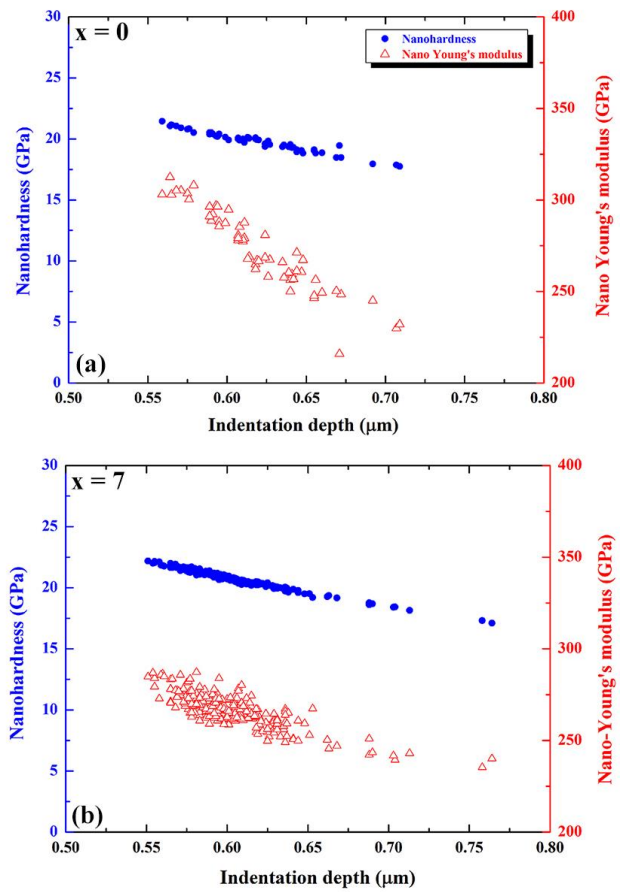 x = 0
Nanohardness
Nano Young's modulus
30
25
20
15
10
5
0
Nanohardness (GPa)
400
350
300
250
200
Nano Young's modulus (GPa)
(a)
0.50 0.55 0.60 0.65 0.70 0.75 0.80
Indentation depth (μm)
x = 7
30
25
20
15
10
5
0
Nanohardness (GPa)
400
350
300
250
200
Nano-Young's modulus (GPa)
(b)
0.50 0.55 0.60 0.65 0.70 0.75 0.80
Indentation depth (μm)